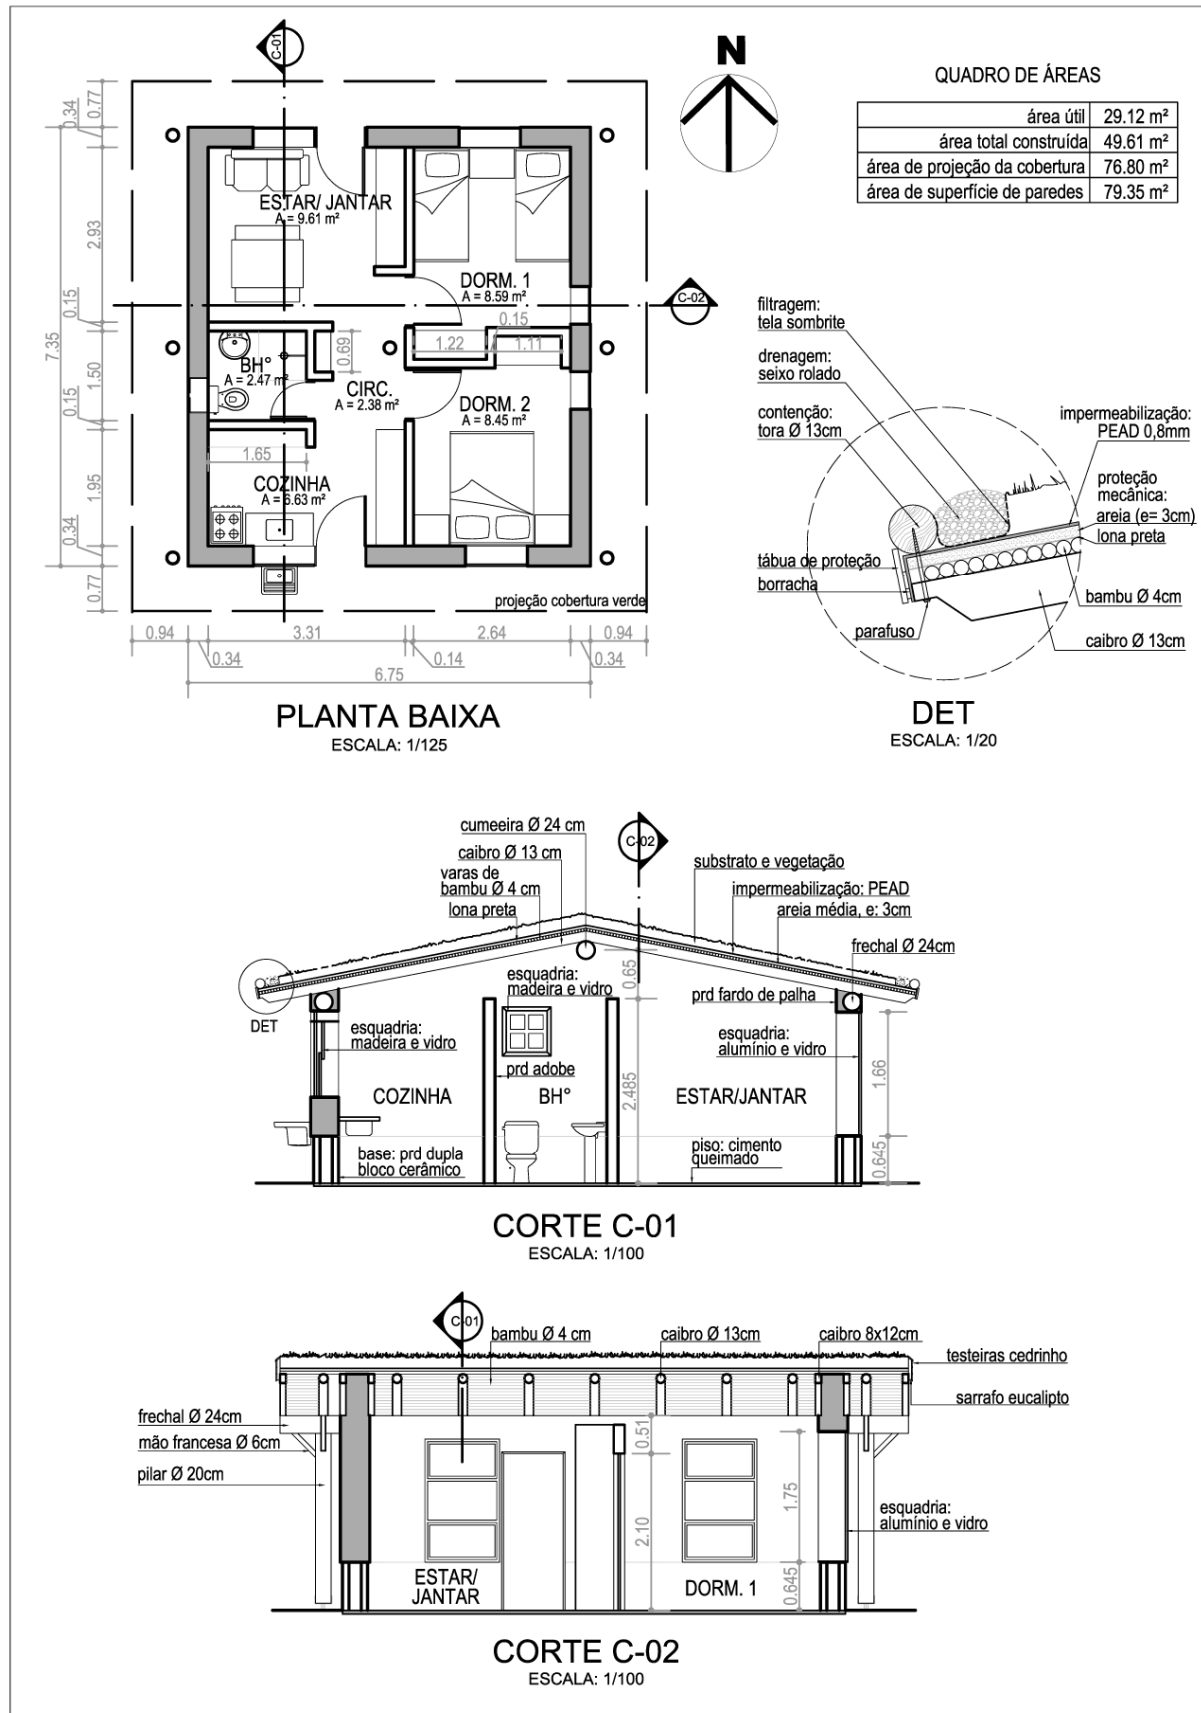 C-01
N
QUADRO DE ÁREAS
área útil 29.12 m²
área total construída 49.61 m²
área de projeção da cobertura 76.80 m²
área de superfície de paredes 79.35 m²
0.77
0.34
2.93
0.15
7.35
1.50
0.15
1.95
0.34
0.77
ESTAR/ JANTAR
A = 9.61 m²
DORM. 1
A = 8.59 m²
C-02
0.15
1.22
1.11
0.69
BH°
A = 2.47 m²
CIRC.
A = 2.38 m²
DORM. 2
A = 8.45 m²
1.65
COZINHA
A = 6.63 m²
projeção cobertura verde
0.94
3.31
2.64
0.94
0.34
0.14
0.34
6.75
PLANTA BAIXA
ESCALA: 1/125
filtragem:
tela sombrite
drenagem:
seixo rolado
contenção:
tora Ø 13cm
impermeabilização:
PEAD 0,8mm
proteção
mecânica:
areia (e= 3cm)
lona preta
tábua de proteção
borracha
bambu Ø 4cm
parafuso
caibro Ø 13cm
DET
ESCALA: 1/20
cumeeira Ø 24 cm
caibro Ø 13 cm
varas de
bambu Ø 4 cm
lona preta
C-02
substrato e vegetação
impermeabilização: PEAD
areia média, e: 3cm
frechal Ø 24cm
DET
esquadria:
madeira e vidro
esquadria:
madeira e vidro
0.65
prd fardo de palha
esquadria:
alumínio e vidro
prd adobe
2.485
1.66
COZINHA
BH°
ESTAR/JANTAR
base: prd dupla
bloco cerâmico
piso: cimento
queimado
0.645
CORTE C-01
ESCALA: 1/100
C-01
bambu Ø 4 cm
caibro Ø 13cm
caibro 8x12cm
testeiras cedrinho
sarrafo eucalipto
frechal Ø 24cm
mão francesa Ø 6cm
pilar Ø 20cm
0.51
1.75
2.10
esquadria:
alumínio e vidro
ESTAR/
JANTAR
DORM. 1
0.645
CORTE C-02
ESCALA: 1/100